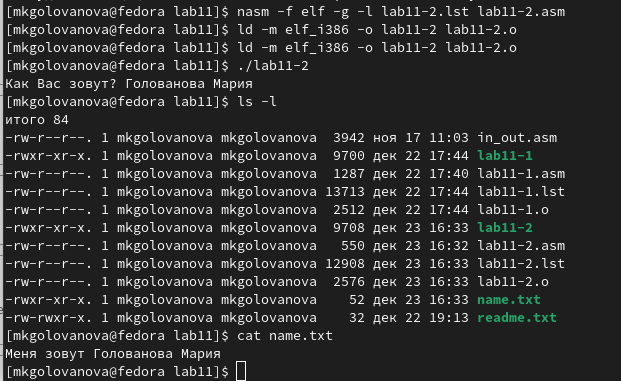 [mkgolovanova@fedora lab11]$ nasm -f elf -g -l lab11-2.lst lab11-2.asm
[mkgolovanova@fedora lab11]$ ld -m elf_i386 -o lab11-2 lab11-2.o
[mkgolovanova@fedora lab11]$ ld -m elf_i386 -o lab11-2 lab11-2.o
[mkgolovanova@fedora lab11]$ ./lab11-2
Как Вас зовут? Голованова Мария
[mkgolovanova@fedora lab11]$ ls -l
итого 84
-rw-r--r--. 1 mkgolovanova mkgolovanova  3942 ноя 17 11:03 in_out.asm
-rwxr-xr-x. 1 mkgolovanova mkgolovanova  9700 дек 22 17:44 lab11-1
-rw-r--r--. 1 mkgolovanova mkgolovanova  1287 дек 22 17:40 lab11-1.asm
-rw-r--r--. 1 mkgolovanova mkgolovanova 13713 дек 22 17:44 lab11-1.lst
-rw-r--r--. 1 mkgolovanova mkgolovanova  2512 дек 22 17:44 lab11-1.o
-rwxr-xr-x. 1 mkgolovanova mkgolovanova  9708 дек 23 16:33 lab11-2
-rw-r--r--. 1 mkgolovanova mkgolovanova   550 дек 23 16:32 lab11-2.asm
-rw-r--r--. 1 mkgolovanova mkgolovanova 12908 дек 23 16:33 lab11-2.lst
-rw-r--r--. 1 mkgolovanova mkgolovanova  2576 дек 23 16:33 lab11-2.o
-rwxr-xr-x. 1 mkgolovanova mkgolovanova    52 дек 23 16:33 name.txt
-rw-rwxr-x. 1 mkgolovanova mkgolovanova    32 дек 22 19:13 readme.txt
[mkgolovanova@fedora lab11]$ cat name.txt
Меня зовут Голованова Мария
[mkgolovanova@fedora lab11]$